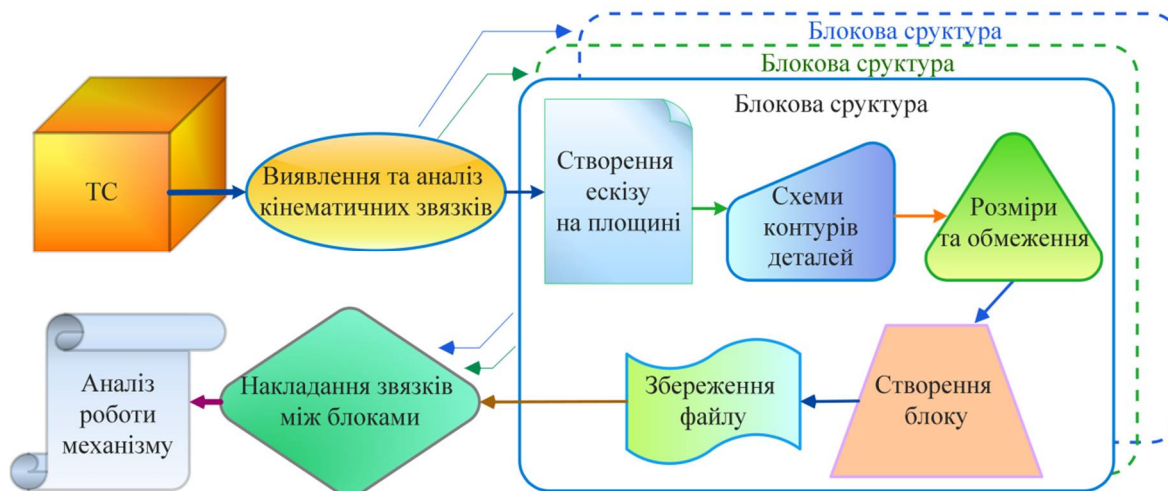 Блокова сруктура
Блокова сруктура
Блокова сруктура
ТС
Виявлення та аналіз
кінематичних звязків
Створення
ескізу
на площині
Схеми
контурів
деталей
Розміри
та обмеження
Створення
блоку
Збереження
файлу
Накладання звязків
між блоками
Аналіз
роботи
механізму